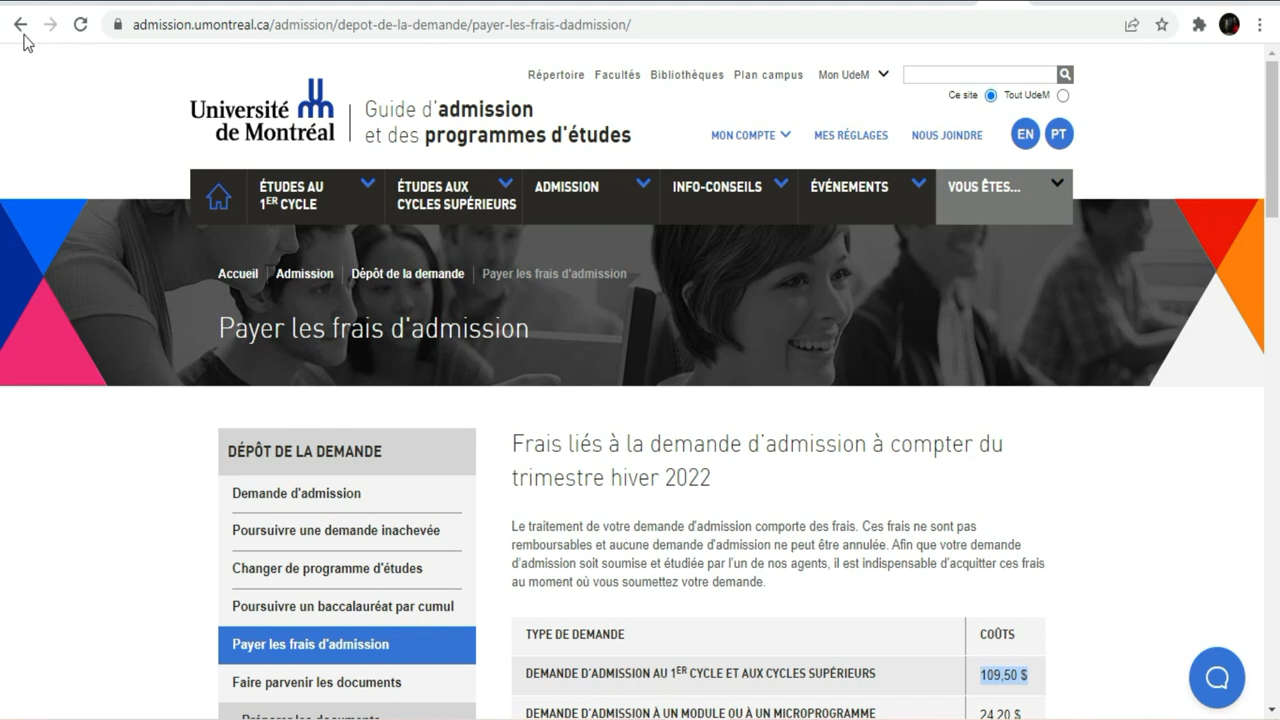 admission.umontreal.ca/admission/depot-de-la-demande/payer-les-frais-dadmission/
Répertoire Facultés Bibliothèques Plan campus Mon UdeM
Ce site Tout UdeM
Université
de Montréal
Guide d'admission
et des programmes d'études
MON COMPTE MES RÉGLAGES NOUS JOINDRE EN PT
ÉTUDES AU
1ER CYCLE
ÉTUDES AUX
CYCLES SUPÉRIEURS
ADMISSION
INFO-CONSEILS
ÉVÉNEMENTS
VOUS ÊTES...
Accueil Admission Dépôt de la demande Payer les frais d'admission
Payer les frais d'admission
DÉPÔT DE LA DEMANDE
Demande d'admission
Poursuivre une demande inachevée
Changer de programme d'études
Poursuivre un baccalauréat par cumul
Payer les frais d'admission
Faire parvenir les documents
Préparer les documents
Frais liés à la demande d'admission à compter du
trimestre hiver 2022
Le traitement de votre demande d'admission comporte des frais. Ces frais ne sont pas
remboursables et aucune demande d'admission ne peut être annulée. Afin que votre demande
d'admission soit soumise et étudiée par l'un de nos agents, il est indispensable d'acquitter ces frais
au moment où vous soumettez votre demande.
TYPE DE DEMANDE COÛTS
DEMANDE D'ADMISSION AU 1ER CYCLE ET AUX CYCLES SUPÉRIEURS 109,50 $
DEMANDE D'ADMISSION À UN MODULE OU À UN MICROPROGRAMME 24,20 $